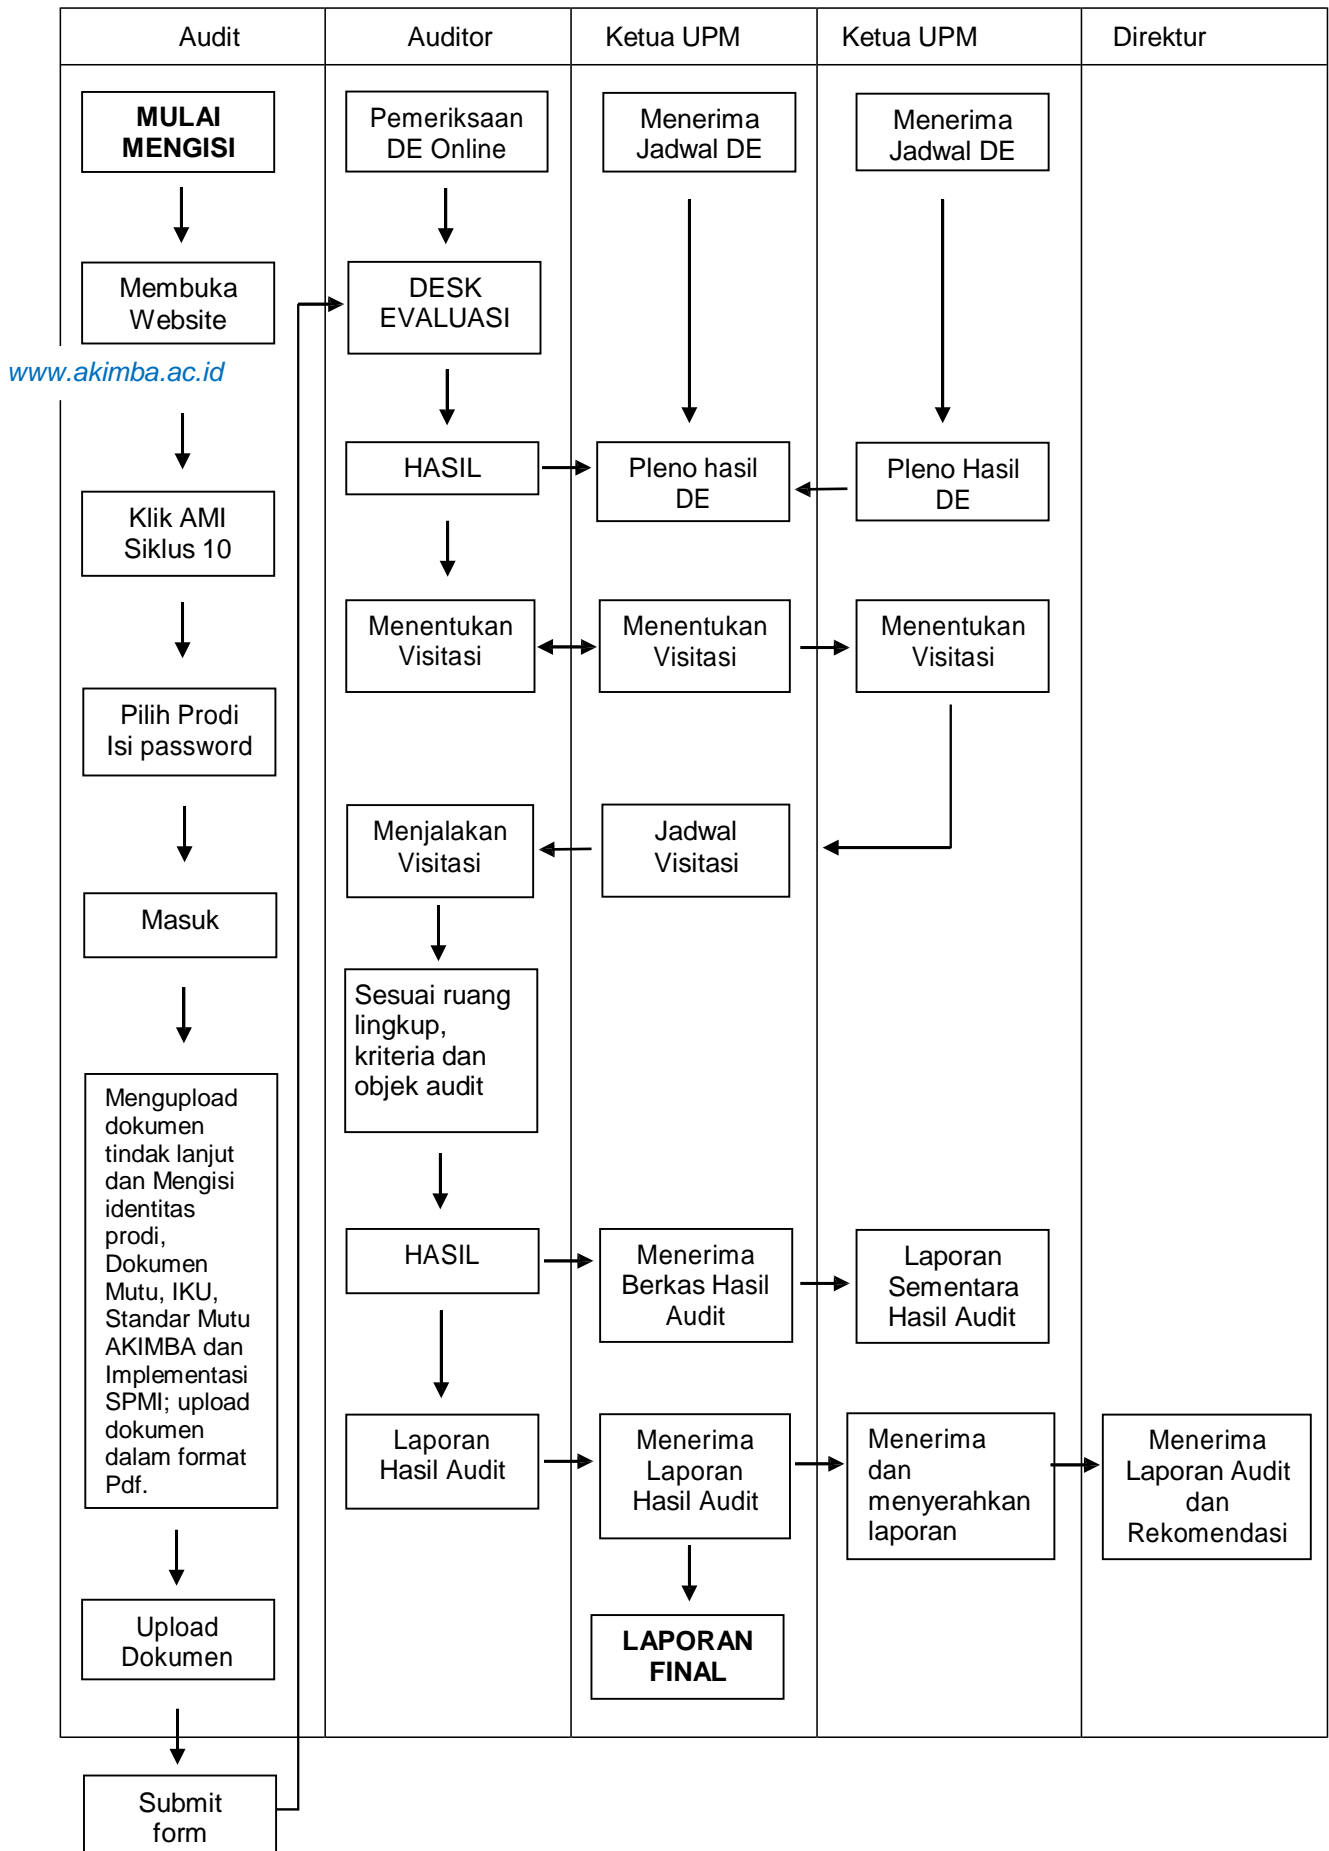 Audit
Auditor
Ketua UPM
Ketua UPM
Direktur
MULAI
MENGISI
Membuka
Website
www.akimba.ac.id
Klik AMI
Siklus 10
Pilih Prodi
Isi password
Masuk
Mengupload
dokumen
tindak lanjut
dan Mengisi
identitas
prodi,
Dokumen
Mutu, IKU,
Standar Mutu
AKIMBA dan
Implementasi
SPMI; upload
dokumen
dalam format
Pdf.
Upload
Dokumen
Submit
form
Pemeriksaan
DE Online
DESK
EVALUASI
HASIL
Menentukan
Visitasi
Menjalakan
Visitasi
Sesuai ruang
lingkup,
kriteria dan
objek audit
HASIL
Laporan
Hasil Audit
Menerima
Jadwal DE
Pleno hasil
DE
Menentukan
Visitasi
Jadwal
Visitasi
Menerima
Berkas Hasil
Audit
Menerima
Laporan
Hasil Audit
LAPORAN
FINAL
Menerima
Jadwal DE
Pleno Hasil
DE
Menentukan
Visitasi
Laporan
Sementara
Hasil Audit
Menerima
dan
menyerahkan
laporan
Menerima
Laporan Audit
dan
Rekomendasi